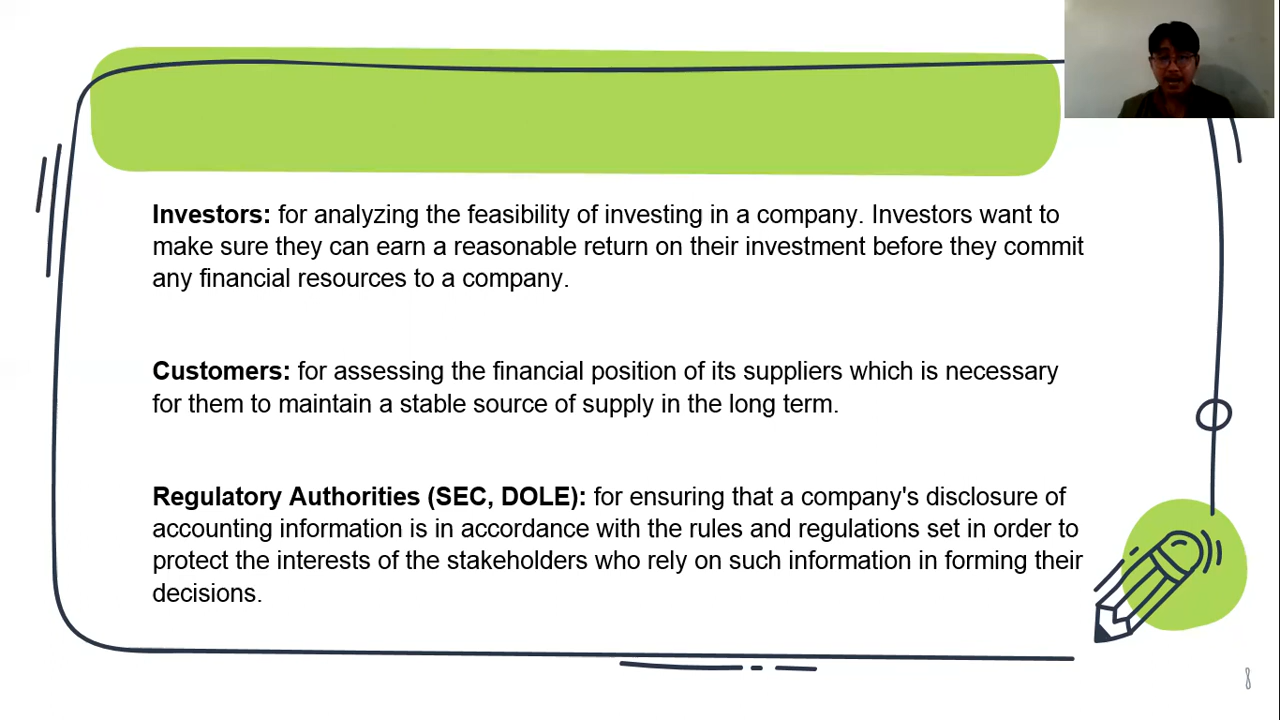 Investors: for analyzing the feasibility of investing in a company. Investors want to
make sure they can earn a reasonable return on their investment before they commit
any financial resources to a company.
Customers: for assessing the financial position of its suppliers which is necessary
for them to maintain a stable source of supply in the long term.
Regulatory Authorities (SEC, DOLE): for ensuring that a company's disclosure of
accounting information is in accordance with the rules and regulations set in order to
protect the interests of the stakeholders who rely on such information in forming their
decisions.
8